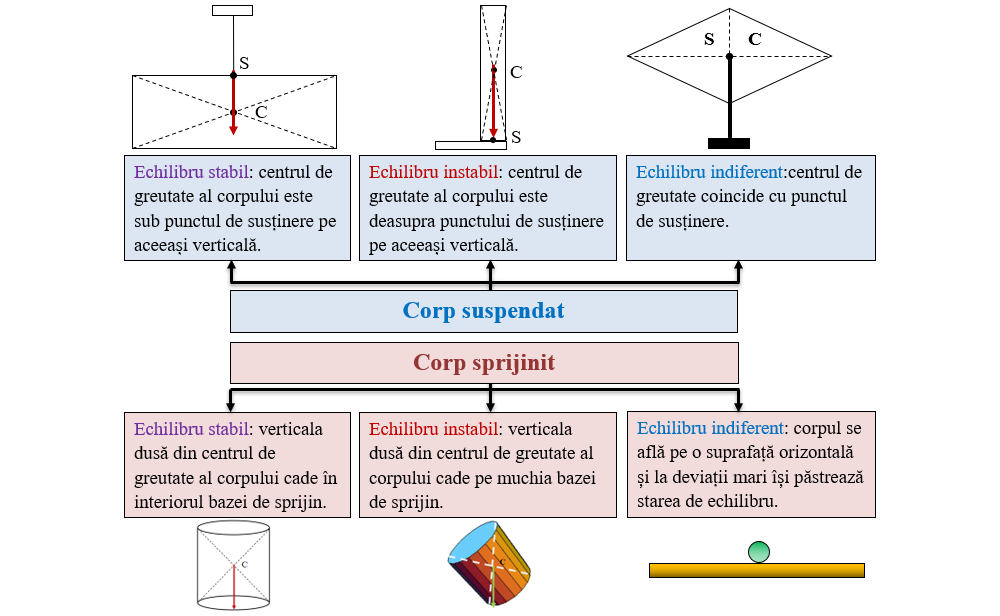 S
C
C
S
S C
Echilibru stabil: centrul de
greutate al corpului este
sub punctul de susținere pe
aceeași verticală.
Echilibru instabil: centrul de
greutate al corpului este
deasupra punctului de susținere
pe aceeași verticală.
Echilibru indiferent:centrul de
greutate coincide cu punctul
de susținere.
Corp suspendat
Corp sprijinit
Echilibru stabil: verticala
dusă din centrul de
greutate al corpului cade în
interiorul bazei de sprijin.
Echilibru instabil: verticala
dusă din centrul de greutate al
corpului cade pe muchia bazei
de sprijin.
Echilibru indiferent: corpul se
află pe o suprafață orizontală
și la deviații mari își păstrează
starea de echilibru.
C
C